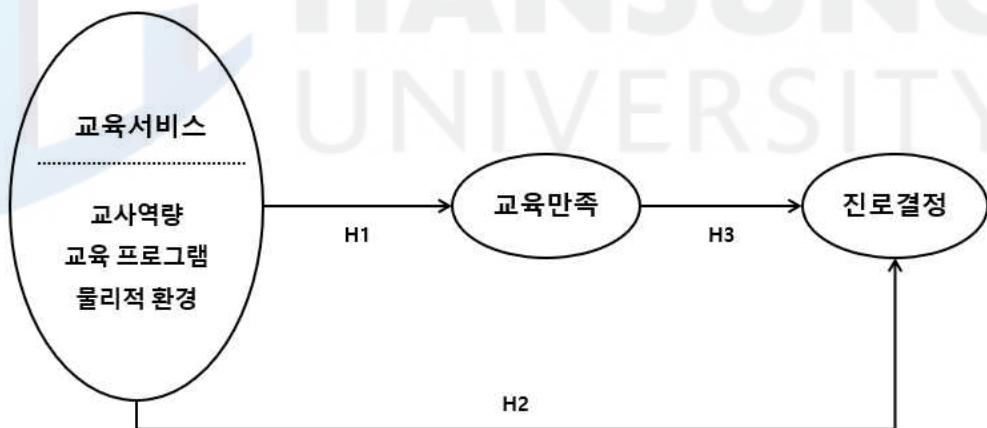 HANSUNG
UNIVERSITY
교육서비스
교사역량
교육 프로그램
물리적 환경
H1
교육만족
H3
진로결정
H2